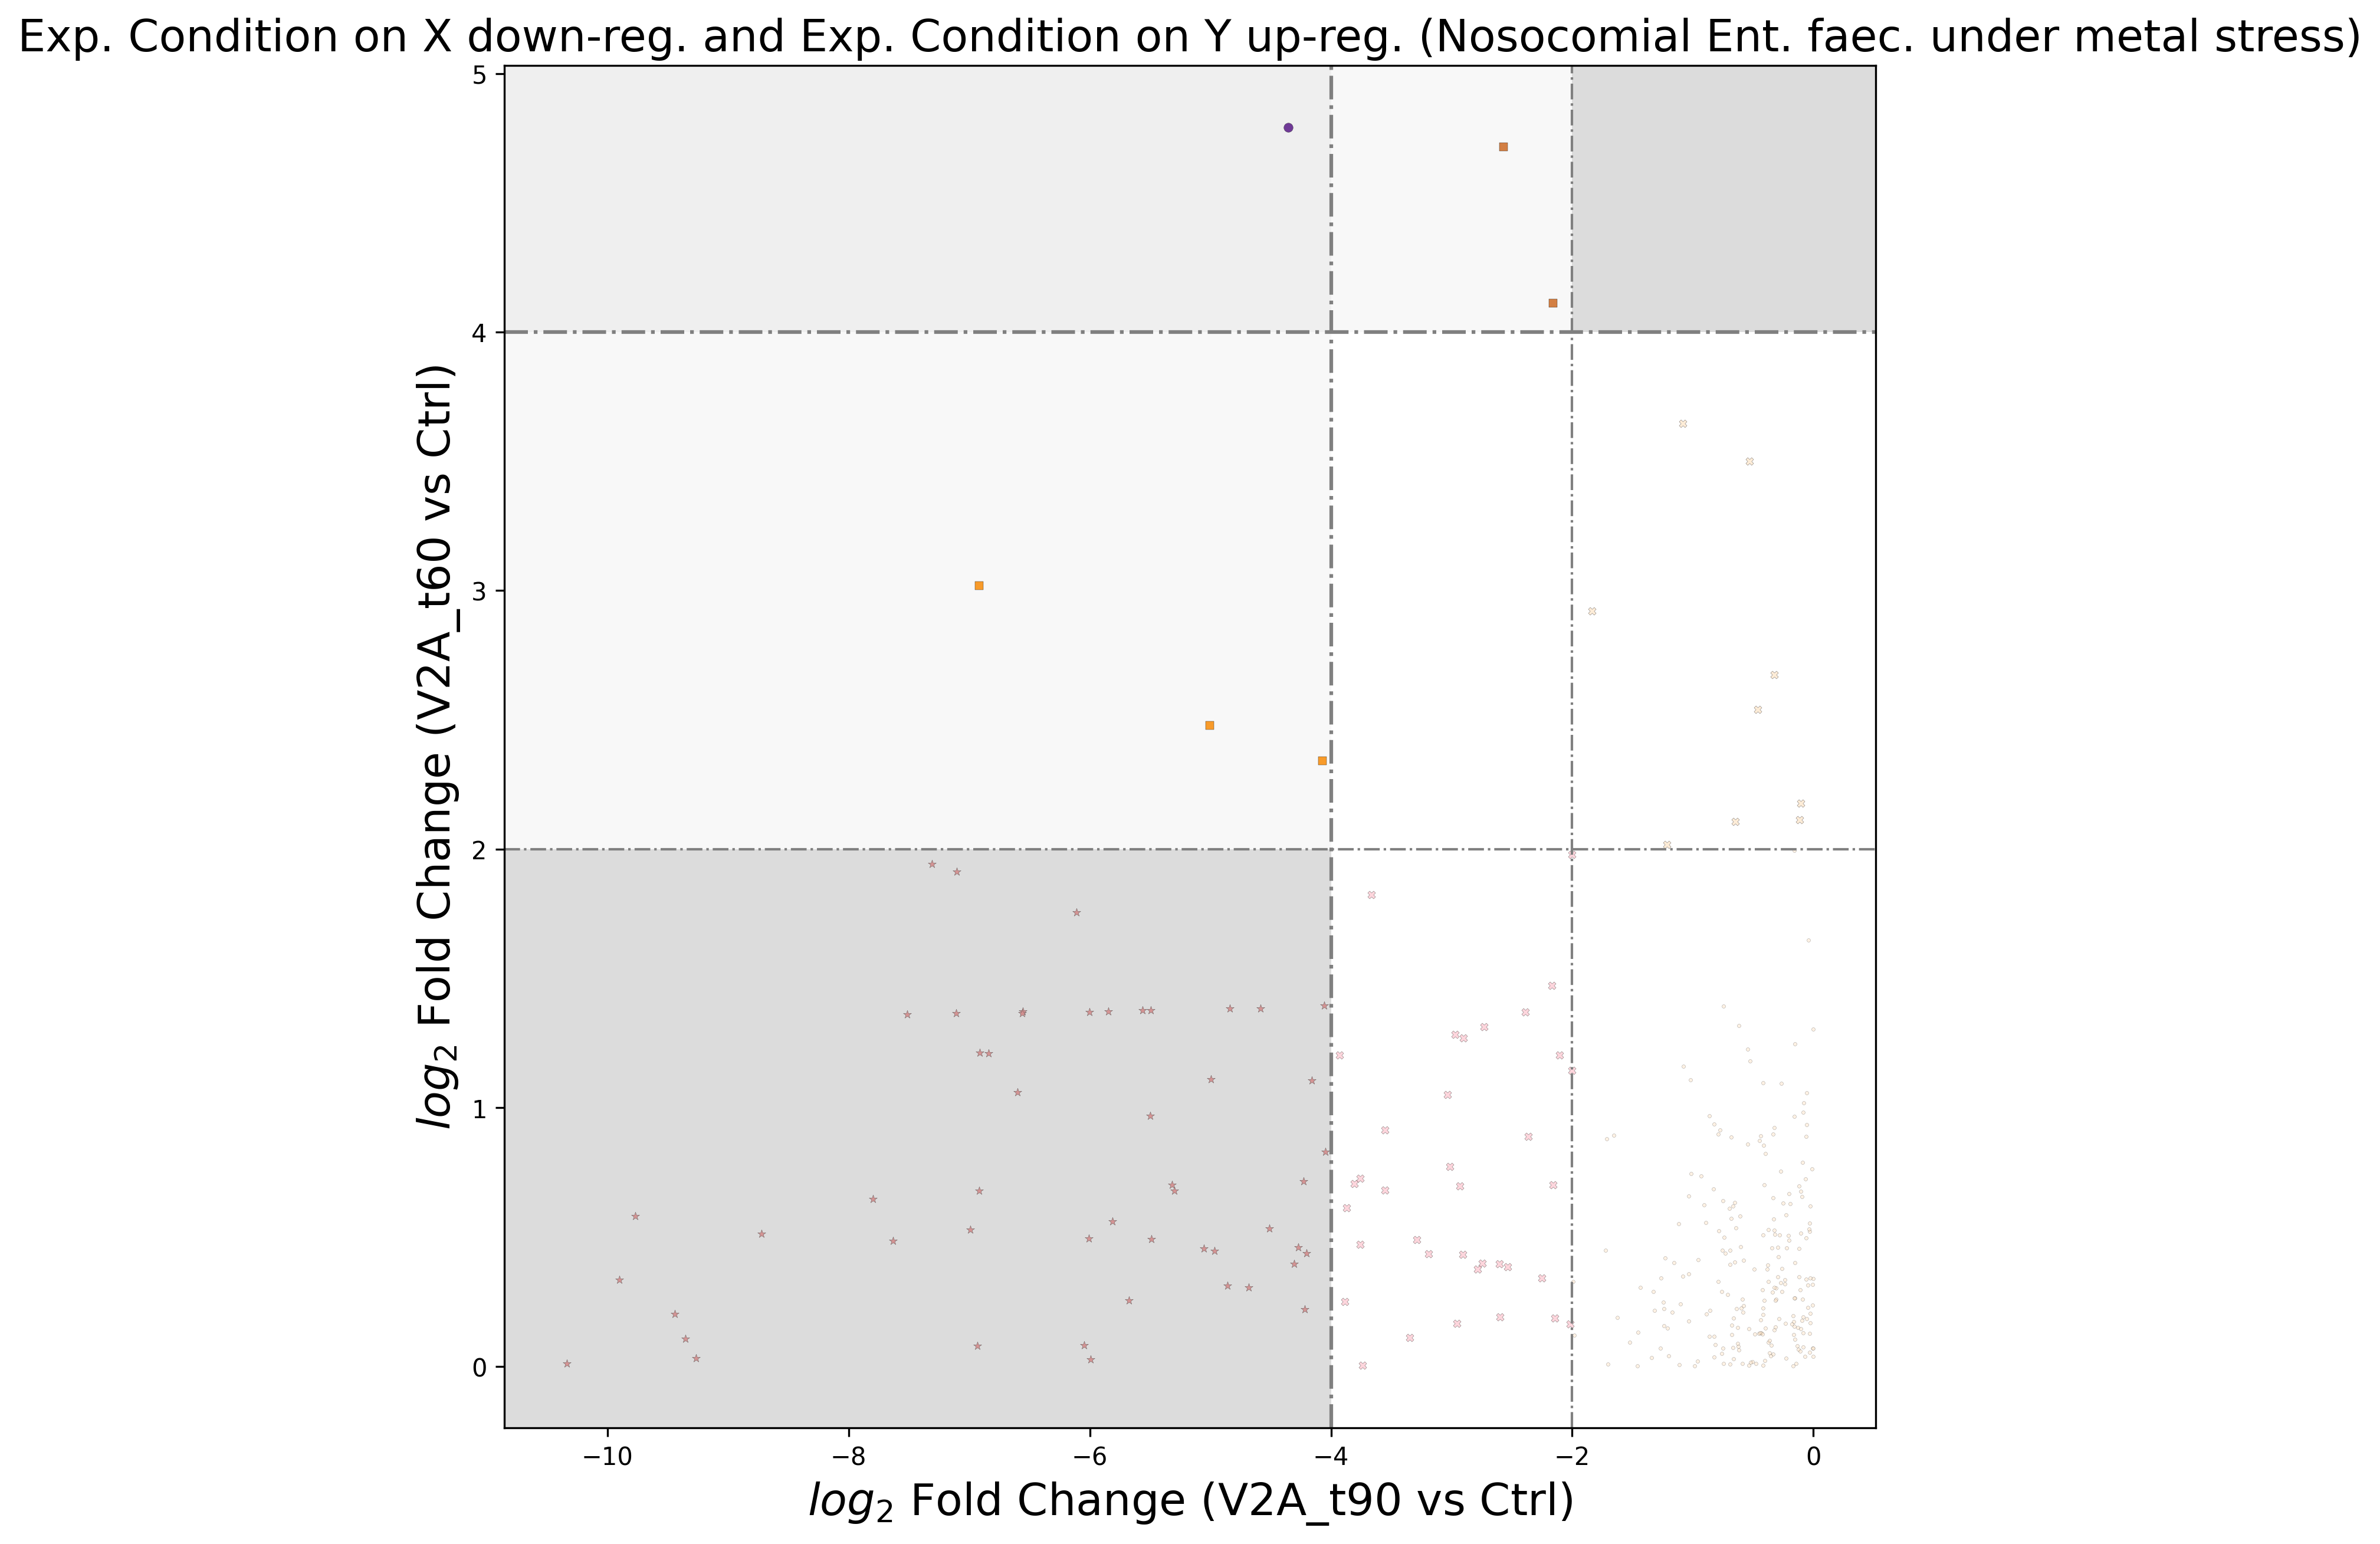 Exp. Condition on X down-reg. and Exp. Condition on Y up-reg. (Nosocomial Ent. faec. under metal stress)
5
4
3
2
1
0
log₂ Fold Change (V2A_t60 vs Ctrl)
−10 −8 −6 −4 −2 0
log₂ Fold Change (V2A_t90 vs Ctrl)